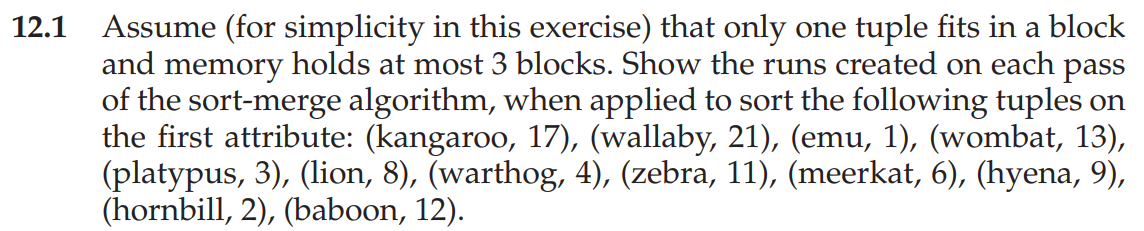 12.1 Assume (for simplicity in this exercise) that only one tuple fits in a block
and memory holds at most 3 blocks. Show the runs created on each pass
of the sort-merge algorithm, when applied to sort the following tuples on
the first attribute: (kangaroo, 17), (wallaby, 21), (emu, 1), (wombat, 13),
(platypus, 3), (lion, 8), (warthog, 4), (zebra, 11), (meerkat, 6), (hyena, 9),
(hornbill, 2), (baboon, 12).